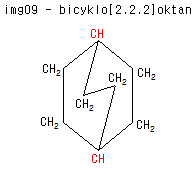 img09 - bicyklo[2.2.2]oktan
CH
CH₂ CH₂
CH₂
CH₂
CH₂ CH₂
CH